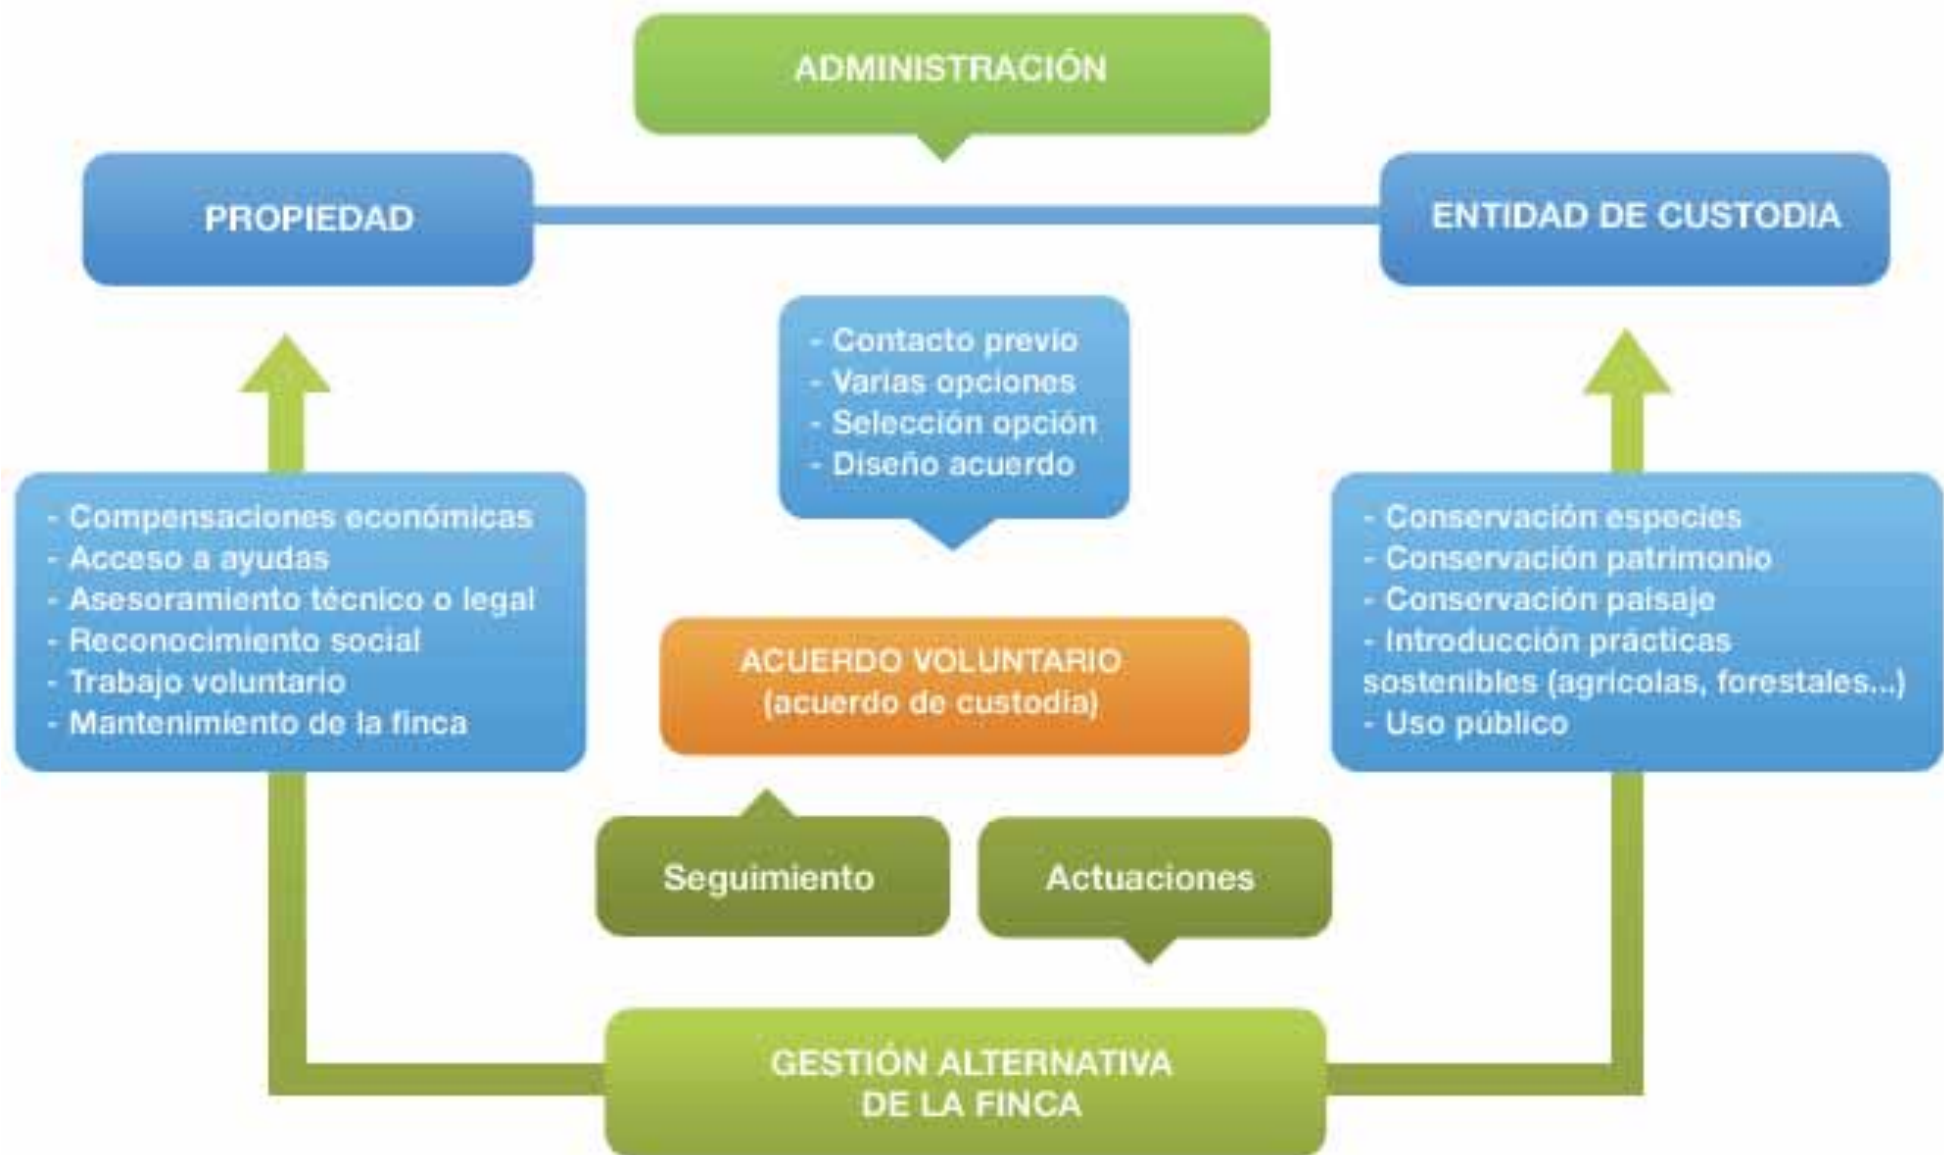 ADMINISTRACIÓN
PROPIEDAD
ENTIDAD DE CUSTODIA
- Contacto previo
- Varias opciones
- Selección opción
- Diseño acuerdo
- Compensaciones económicas
- Acceso a ayudas
- Asesoramiento técnico o legal
- Reconocimiento social
- Trabajo voluntario
- Mantenimiento de la finca
- Conservación especies
- Conservación patrimonio
- Conservación paisaje
- Introducción prácticas
sostenibles (agrícolas, forestales...)
- Uso público
ACUERDO VOLUNTARIO
(acuerdo de custodia)
Seguimiento
Actuaciones
GESTIÓN ALTERNATIVA
DE LA FINCA